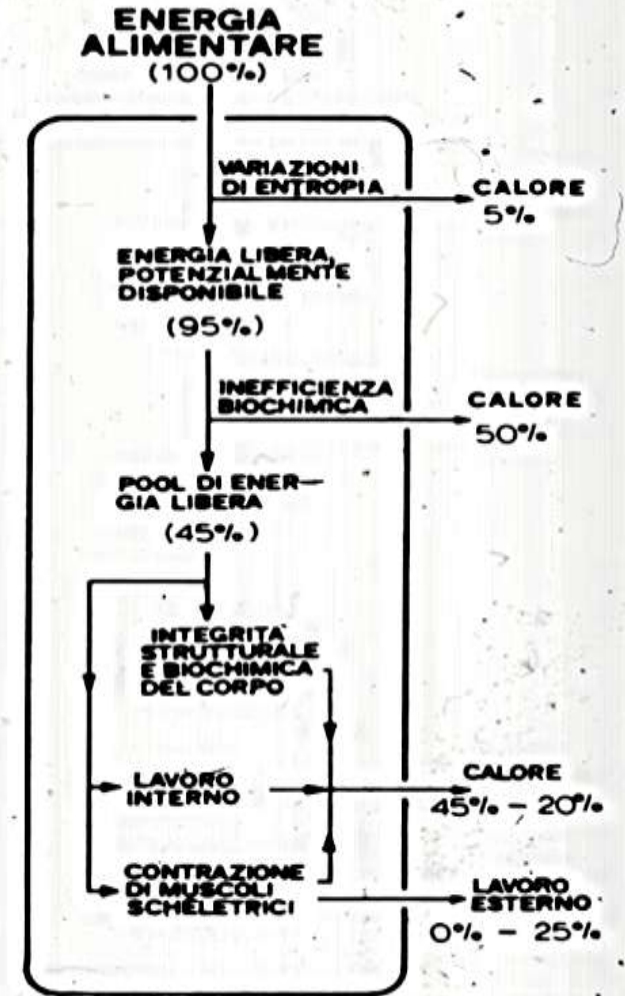 ENERGIA
ALIMENTARE
(100%)
VARIAZIONI
DI ENTROPIA
CALORE
5%
ENERGIA LIBERA,
POTENZIALMENTE
DISPONIBILE
(95%)
INEFFICIENZA
BIOCHIMICA
CALORE
50%
POOL DI ENER-
GIA LIBERA
(45%)
INTEGRITÀ
STRUTTURALE
E BIOCHIMICA
DEL CORPO
LAVORO
INTERNO
CALORE
45% - 20%
CONTRAZIONE
DI MUSCOLI
SCHELETRICI
LAVORO
ESTERNO
0% - 25%